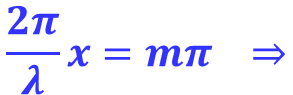 2π/λ x = mπ ⇒